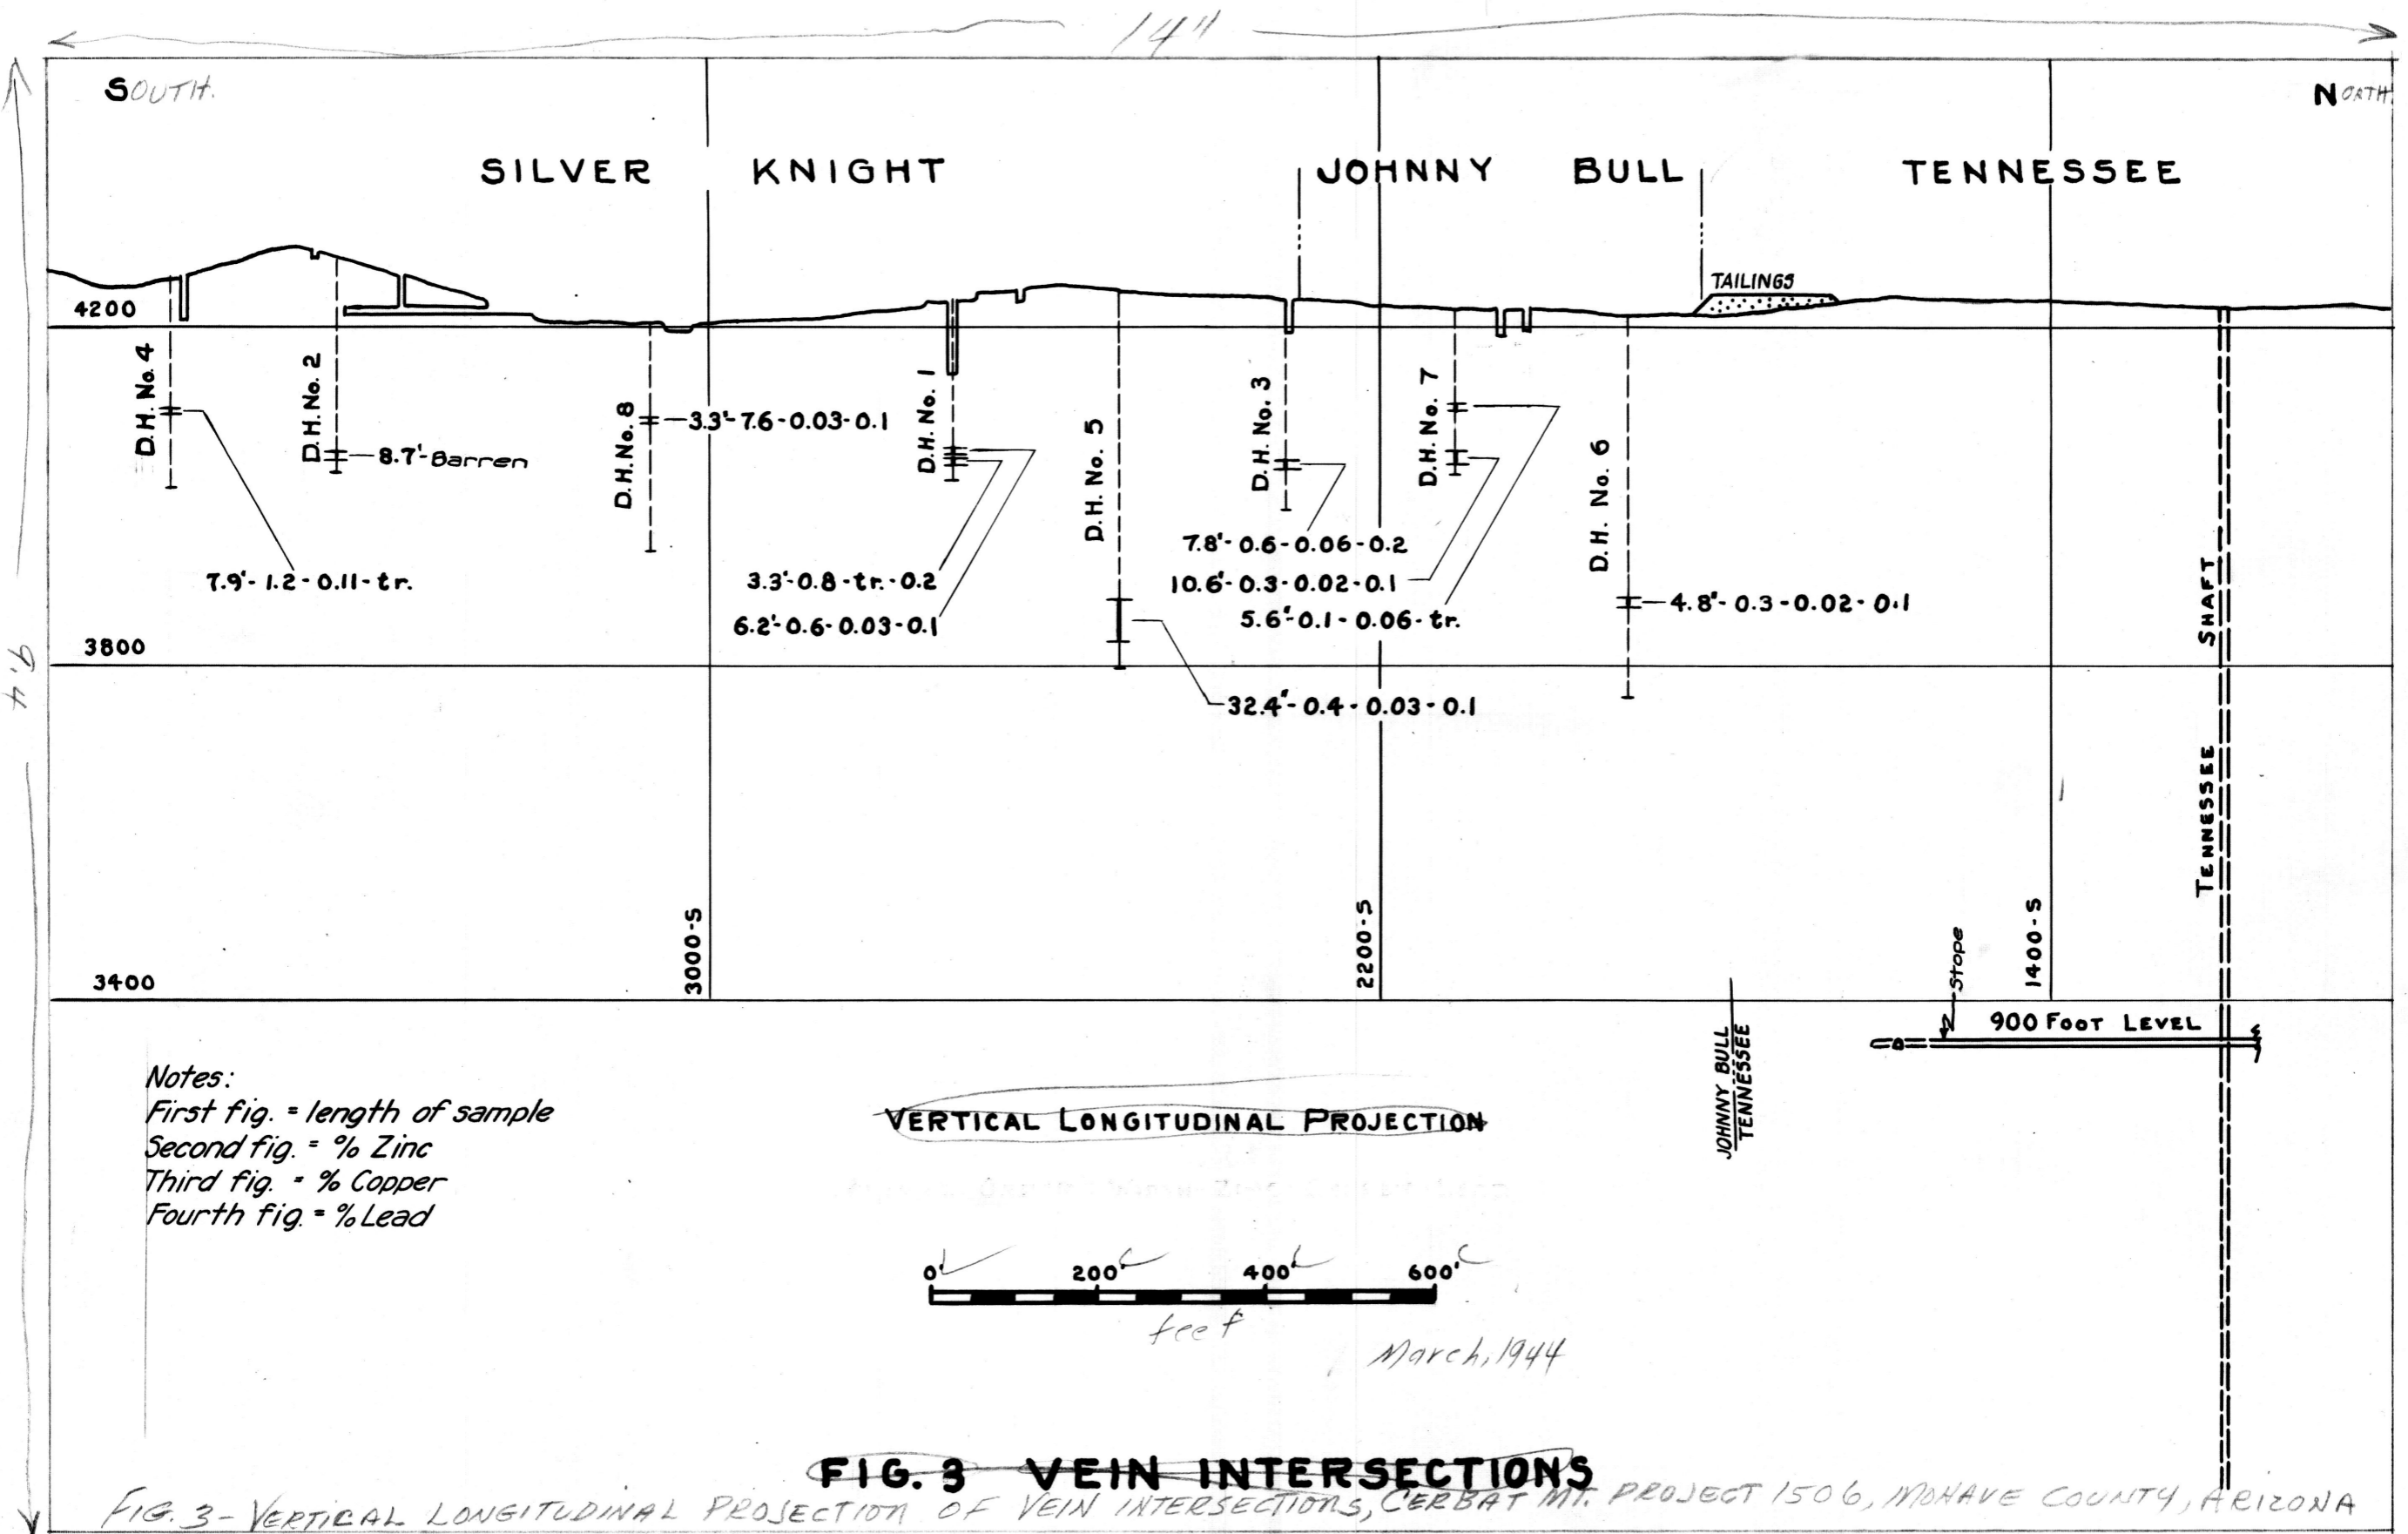 14"
SOUTH.
NORTH.
SILVER KNIGHT
JOHNNY BULL
TENNESSEE
TAILINGS
4200
D.H. No. 4
D.H. No. 2
D.H. No. 8
D.H. No. 1
D.H. No. 5
D.H. No. 3
D.H. No. 7
D.H. No. 6
3.3'-7.6-0.03-0.1
8.7'-Barren
7.9'-1.2-0.11-tr.
3.3'-0.8-tr.-0.2
6.2'-0.6-0.03-0.1
7.8'-0.6-0.06-0.2
10.6'-0.3-0.02-0.1
5.6'-0.1-0.06-tr.
4.8'-0.3-0.02-0.1
32.4'-0.4-0.03-0.1
3800
9.4
TENNESSEE SHAFT
3400
3000-S
2200-S
1400-S
Stope
900 FOOT LEVEL
JOHNNY BULL
TENNESSEE
Notes:
First fig. = length of sample
Second fig. = % Zinc
Third fig. = % Copper
Fourth fig. = % Lead
VERTICAL LONGITUDINAL PROJECTION
0' 200' 400' 600'
feet
March, 1944
FIG. 3 VEIN INTERSECTIONS
FIG. 3 - VERTICAL LONGITUDINAL PROJECTION OF VEIN INTERSECTIONS, CERBAT MT. PROJECT 1506, MOHAVE COUNTY, ARIZONA